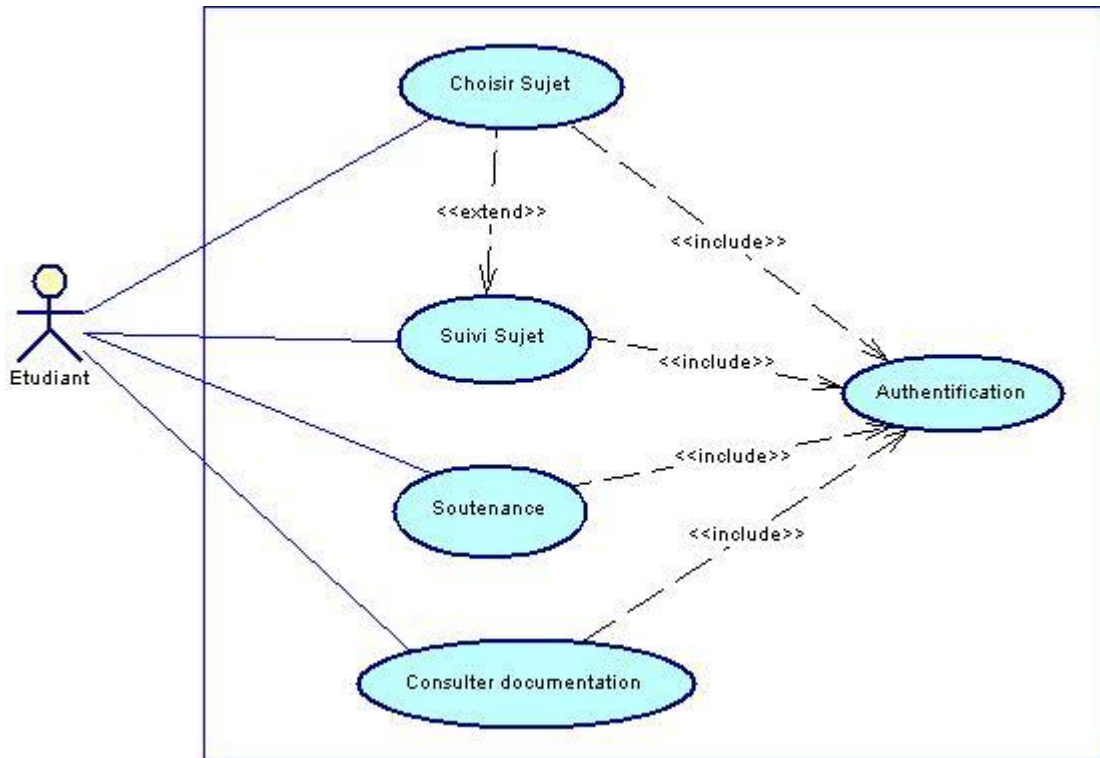 Choisir Sujet
<<extend>>
<<include>>
Etudiant
Suivi Sujet
<<include>>
Authentification
<<include>>
Soutenance
<<include>>
Consulter documentation